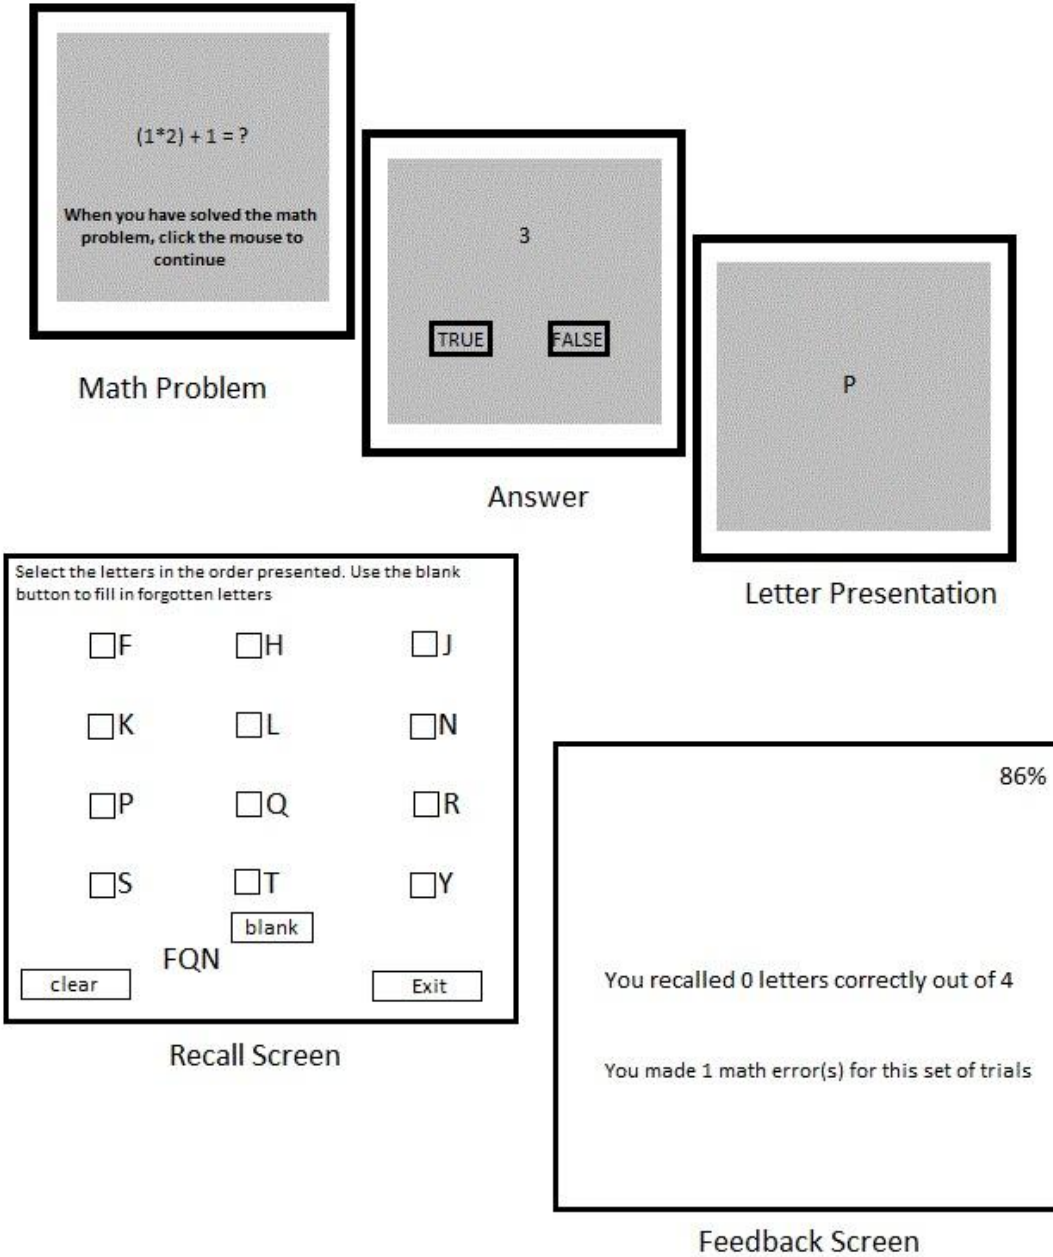 (1*2) + 1 = ?
When you have solved the math
problem, click the mouse to
continue
Math Problem
3
TRUE FALSE
Answer
P
Letter Presentation
Select the letters in the order presented. Use the blank
button to fill in forgotten letters
F H J
K L N
P Q R
S T Y
blank
FQN
clear Exit
Recall Screen
86%
You recalled 0 letters correctly out of 4
You made 1 math error(s) for this set of trials
Feedback Screen